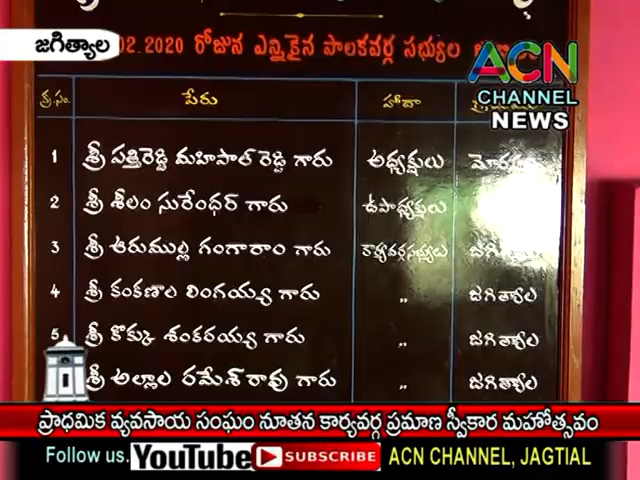 జగిత్యాల
02.2020 రోజున ఎన్నికైన పాలకవర్గ సభ్యుల
ACN
CHANNEL
NEWS
క్ర.సం. పేరు హోదా
1 శ్రీ పత్తిరెడ్డి మహిపాల్ రెడ్డి గారు అధ్యక్షులు
2 శ్రీ శీలం సురేందర్ గారు ఉపాధ్యక్షులు
3 శ్రీ ఆరుముల్ల గంగారాం గారు కార్యవర్గసభ్యులు
4 శ్రీ కంకణాల లింగయ్య గారు ,, జగిత్యాల
5 శ్రీ కొక్కు శంకరయ్య గారు ,, జగిత్యాల
శ్రీ అల్లాల రమేశ్ రావు గారు ,, జగిత్యాల
ప్రాధమిక వ్యవసాయ సంఘం నూతన కార్యవర్గ ప్రమాణ స్వీకార మహోత్సవం
Follow us. YouTube SUBSCRIBE ACN CHANNEL, JAGTIAL